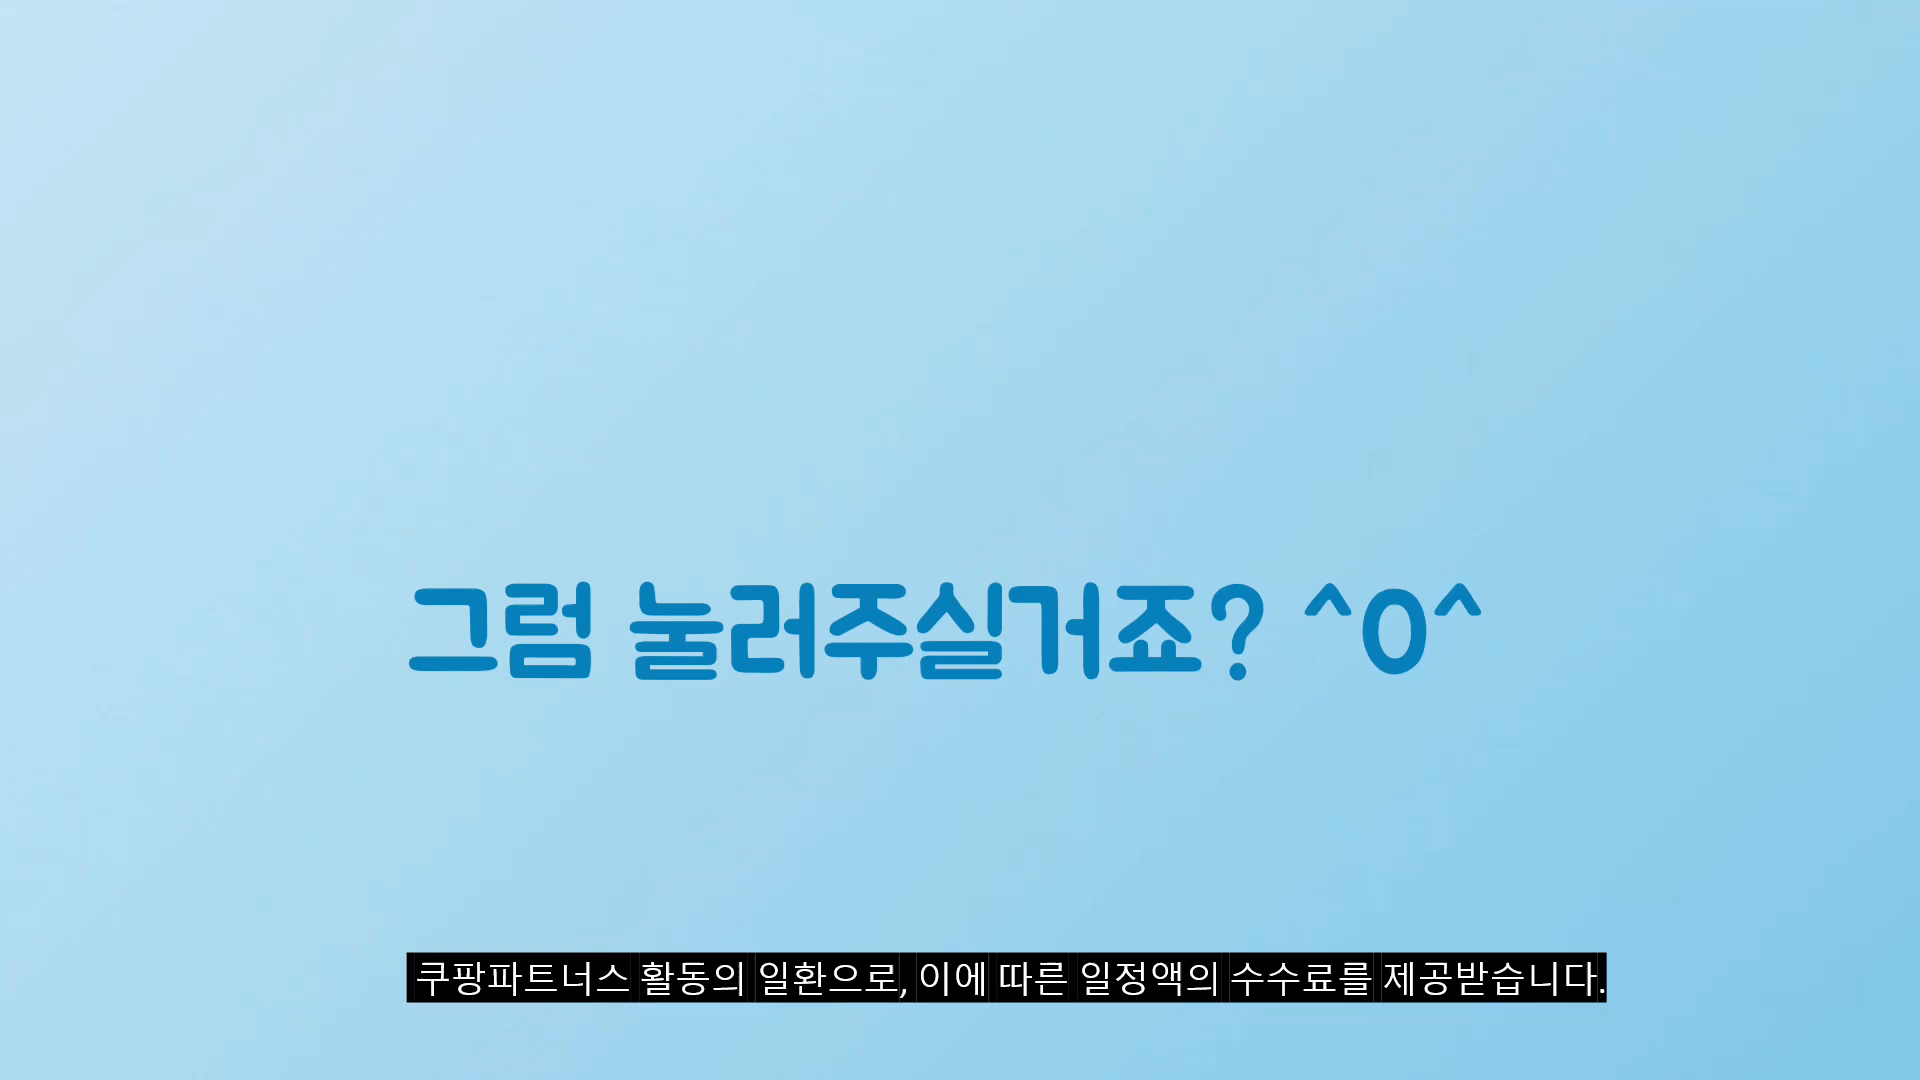 그럼 눌러주실거죠? ^0^
쿠팡파트너스 활동의 일환으로, 이에 따른 일정액의 수수료를 제공받습니다.